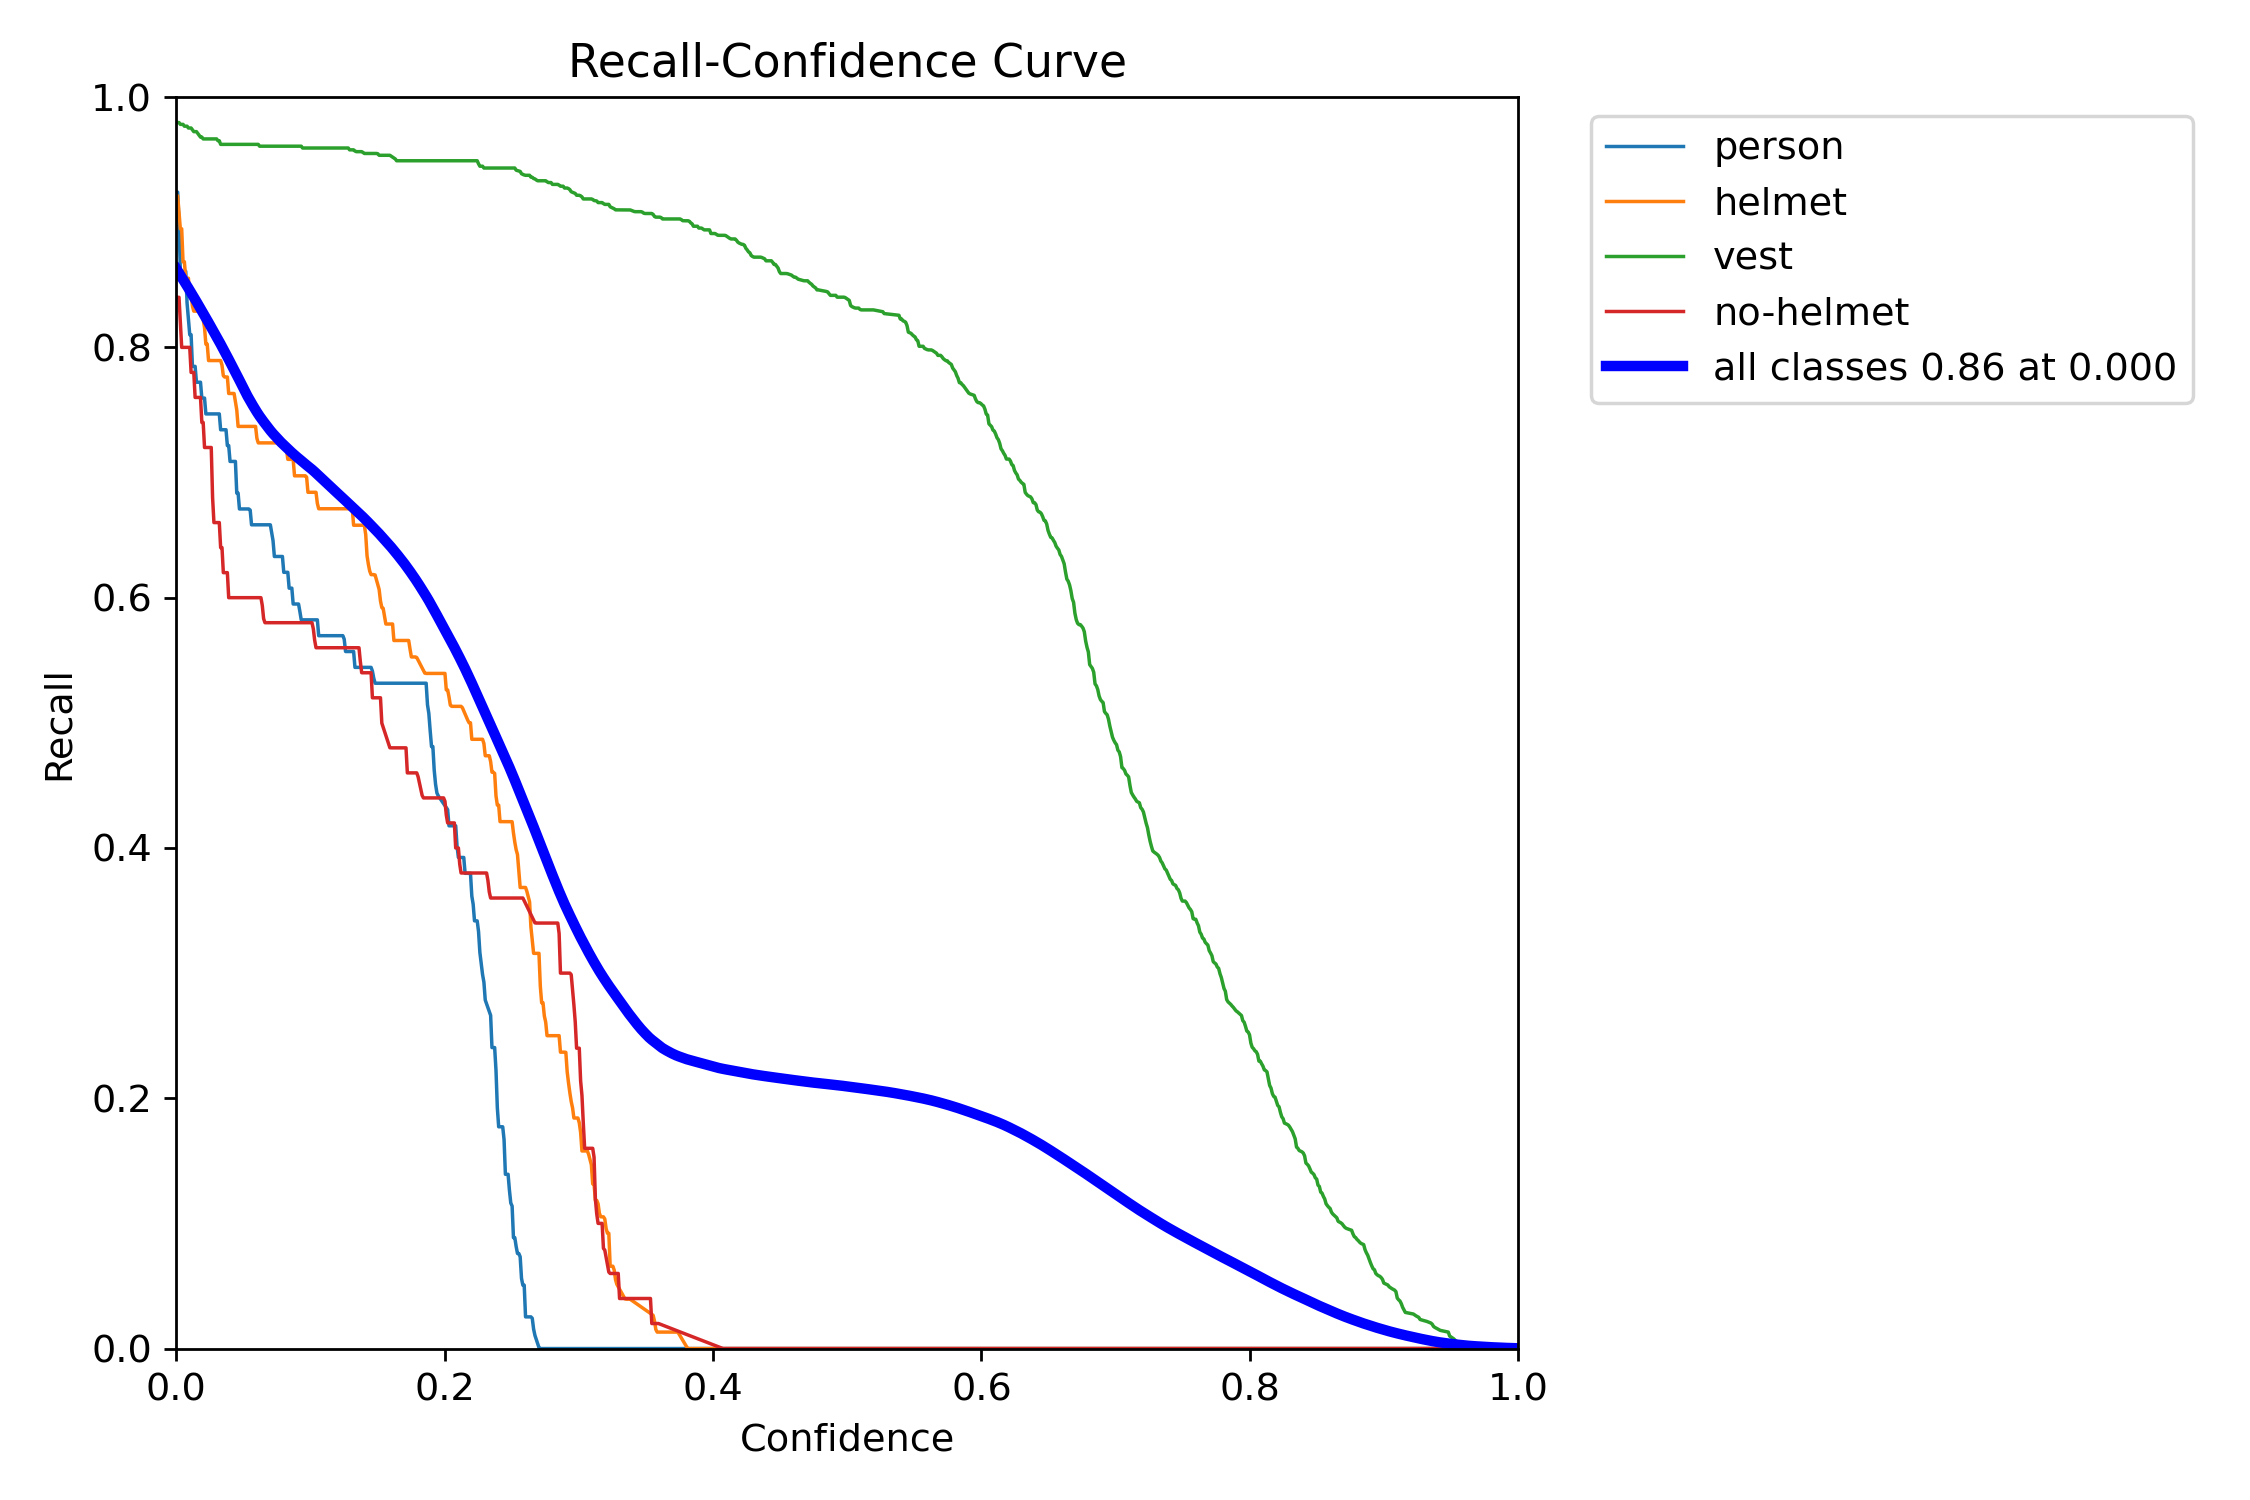 Recall-Confidence Curve
1.0
0.8
0.6
0.4
0.2
0.0
Recall
0.0 0.2 0.4 0.6 0.8 1.0
Confidence
person
helmet
vest
no-helmet
all classes 0.86 at 0.000